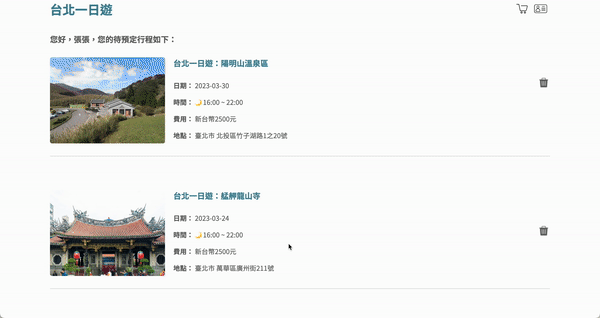 台北一日遊
您好，張張，您的待預定行程如下：
台北一日遊：陽明山溫泉區
日期： 2023-03-30
時間： 🌙 16:00 ~ 22:00
費用： 新台幣2500元
地點： 臺北市 北投區竹子湖路1之20號
台北一日遊：艋舺龍山寺
日期： 2023-03-24
時間： 🌙 16:00 ~ 22:00
費用： 新台幣2500元
地點： 臺北市 萬華區廣州街211號